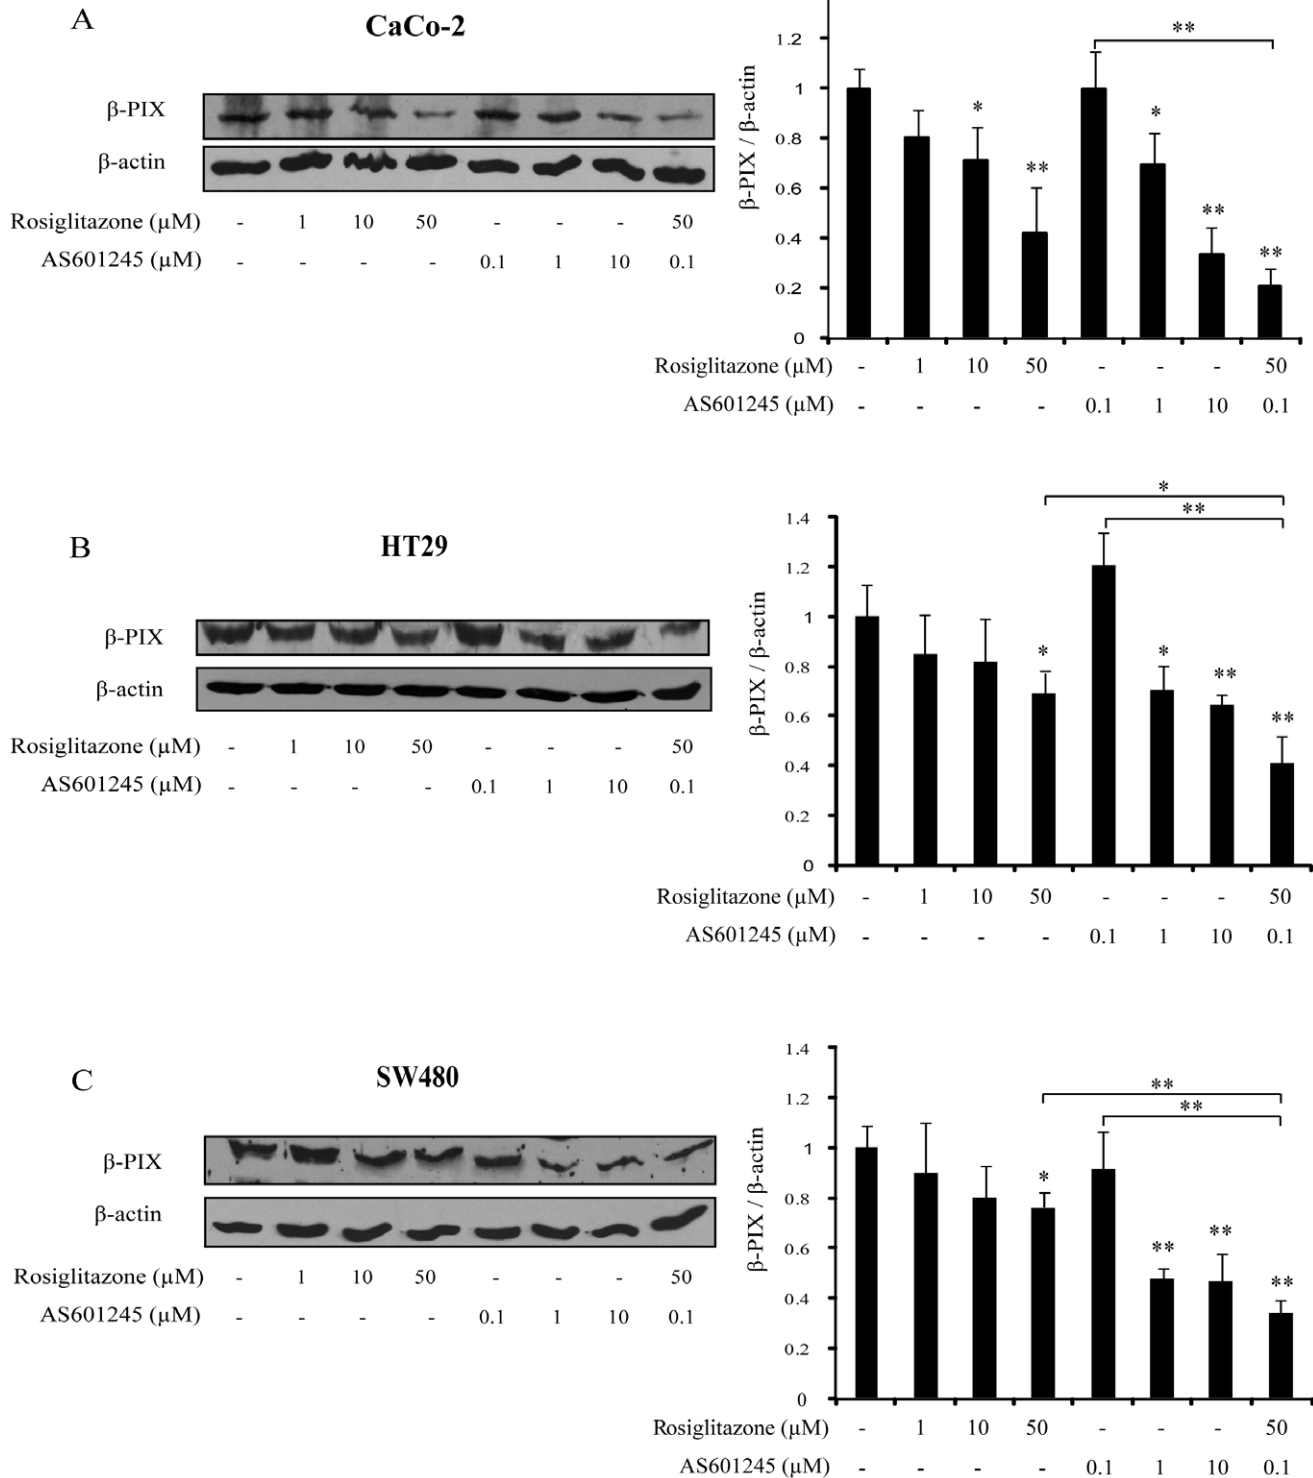 A
CaCo-2
β-PIX
β-actin
Rosiglitazone (µM) - 1 10 50 - - - 50
AS601245 (µM) - - - - 0.1 1 10 0.1
β-PIX / β-actin
1.2
1
0.8
0.6
0.4
0.2
0
**
*
**
*
**
**
Rosiglitazone (µM) - 1 10 50 - - - 50
AS601245 (µM) - - - - 0.1 1 10 0.1
B
HT29
β-PIX
β-actin
Rosiglitazone (µM) - 1 10 50 - - - 50
AS601245 (µM) - - - - 0.1 1 10 0.1
β-PIX / β-actin
1.4
1.2
1
0.8
0.6
0.4
0.2
0
*
**
*
*
**
**
Rosiglitazone (µM) - 1 10 50 - - - 50
AS601245 (µM) - - - - 0.1 1 10 0.1
C
SW480
β-PIX
β-actin
Rosiglitazone (µM) - 1 10 50 - - - 50
AS601245 (µM) - - - - 0.1 1 10 0.1
β-PIX / β-actin
1.4
1.2
1
0.8
0.6
0.4
0.2
0
**
**
*
**
**
**
Rosiglitazone (µM) - 1 10 50 - - - 50
AS601245 (µM) - - - - 0.1 1 10 0.1